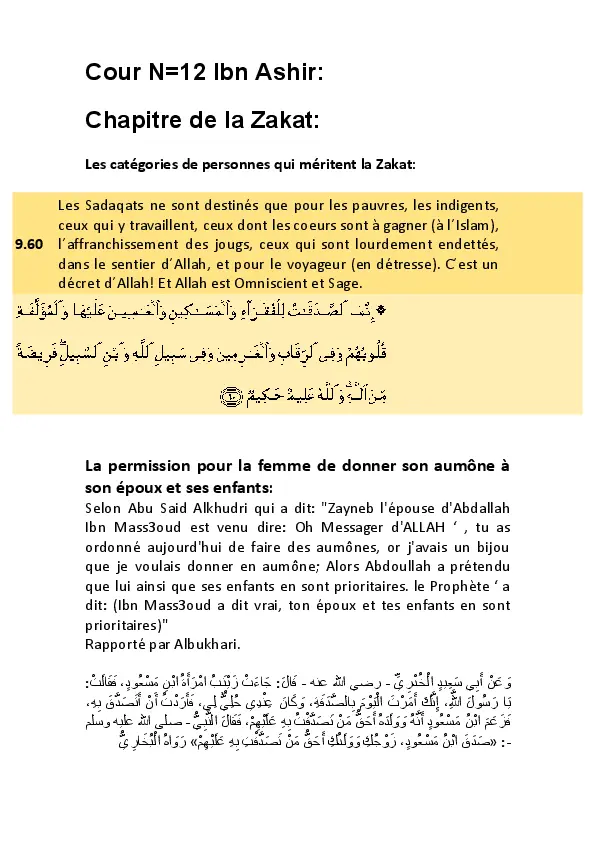 Cour N=12 Ibn Ashir:
Chapitre de la Zakat:
Les catégories de personnes qui méritent la Zakat:
Les Sadaqats ne sont destinés que pour les pauvres, les indigents,
ceux qui y travaillent, ceux dont les coeurs sont à gagner (à l´Islam),
9.60 l´affranchissement des jougs, ceux qui sont lourdement endettés,
dans le sentier d´Allah, et pour le voyageur (en détresse). C´est un
décret d´Allah! Et Allah est Omniscient et Sage.
۞ إِنَّمَا ٱلصَّدَقَـٰتُ لِلْفُقَرَآءِ وَٱلْمَسَـٰكِينِ وَٱلْعَـٰمِلِينَ عَلَيْهَا وَٱلْمُؤَلَّفَةِ
قُلُوبُهُمْ وَفِى ٱلرِّقَابِ وَٱلْغَـٰرِمِينَ وَفِى سَبِيلِ ٱللَّهِ وَٱبْنِ ٱلسَّبِيلِ ۖ فَرِيضَةً
مِّنَ ٱللَّهِ ۗ وَٱللَّهُ عَلِيمٌ حَكِيمٌ ﴿٦٠﴾
La permission pour la femme de donner son aumône à
son époux et ses enfants:
Selon Abu Said Alkhudri qui a dit: "Zayneb l'épouse d'Abdallah
Ibn Mass3oud est venu dire: Oh Messager d'ALLAH ‘ , tu as
ordonné aujourd'hui de faire des aumônes, or j'avais un bijou
que je voulais donner en aumône; Alors Abdoullah a prétendu
que lui ainsi que ses enfants en sont prioritaires. le Prophète ‘ a
dit: (Ibn Mass3oud a dit vrai, ton époux et tes enfants en sont
prioritaires)"
Rapporté par Albukhari.
وَعَنْ أَبِي سَعِيدٍ الْخُدْرِيِّ - رضي الله عنه - قَالَ: جَاءَتْ زَيْنَبُ امْرَأَةُ ابْنِ مَسْعُودٍ، فَقَالَتْ:
يَا رَسُولَ اللَّهِ، إِنَّكَ أَمَرْتَ الْيَوْمَ بِالصَّدَقَةِ، وَكَانَ عِنْدِي حُلِيٌّ لِي، فَأَرَدْتُ أَنْ أَتَصَدَّقَ بِهِ،
فَزَعَمَ ابْنُ مَسْعُودٍ أَنَّهُ وَوَلَدَهُ أَحَقُّ مَنْ تَصَدَّقْتُ بِهِ عَلَيْهِمْ، فَقَالَ النَّبِيُّ - صلى الله عليه وسلم
-: «صَدَقَ ابْنُ مَسْعُودٍ، زَوْجُكِ وَوَلَدُكِ أَحَقُّ مَنْ تَصَدَّقْتِ بِهِ عَلَيْهِمْ» رَوَاهُ الْبُخَارِيُّ